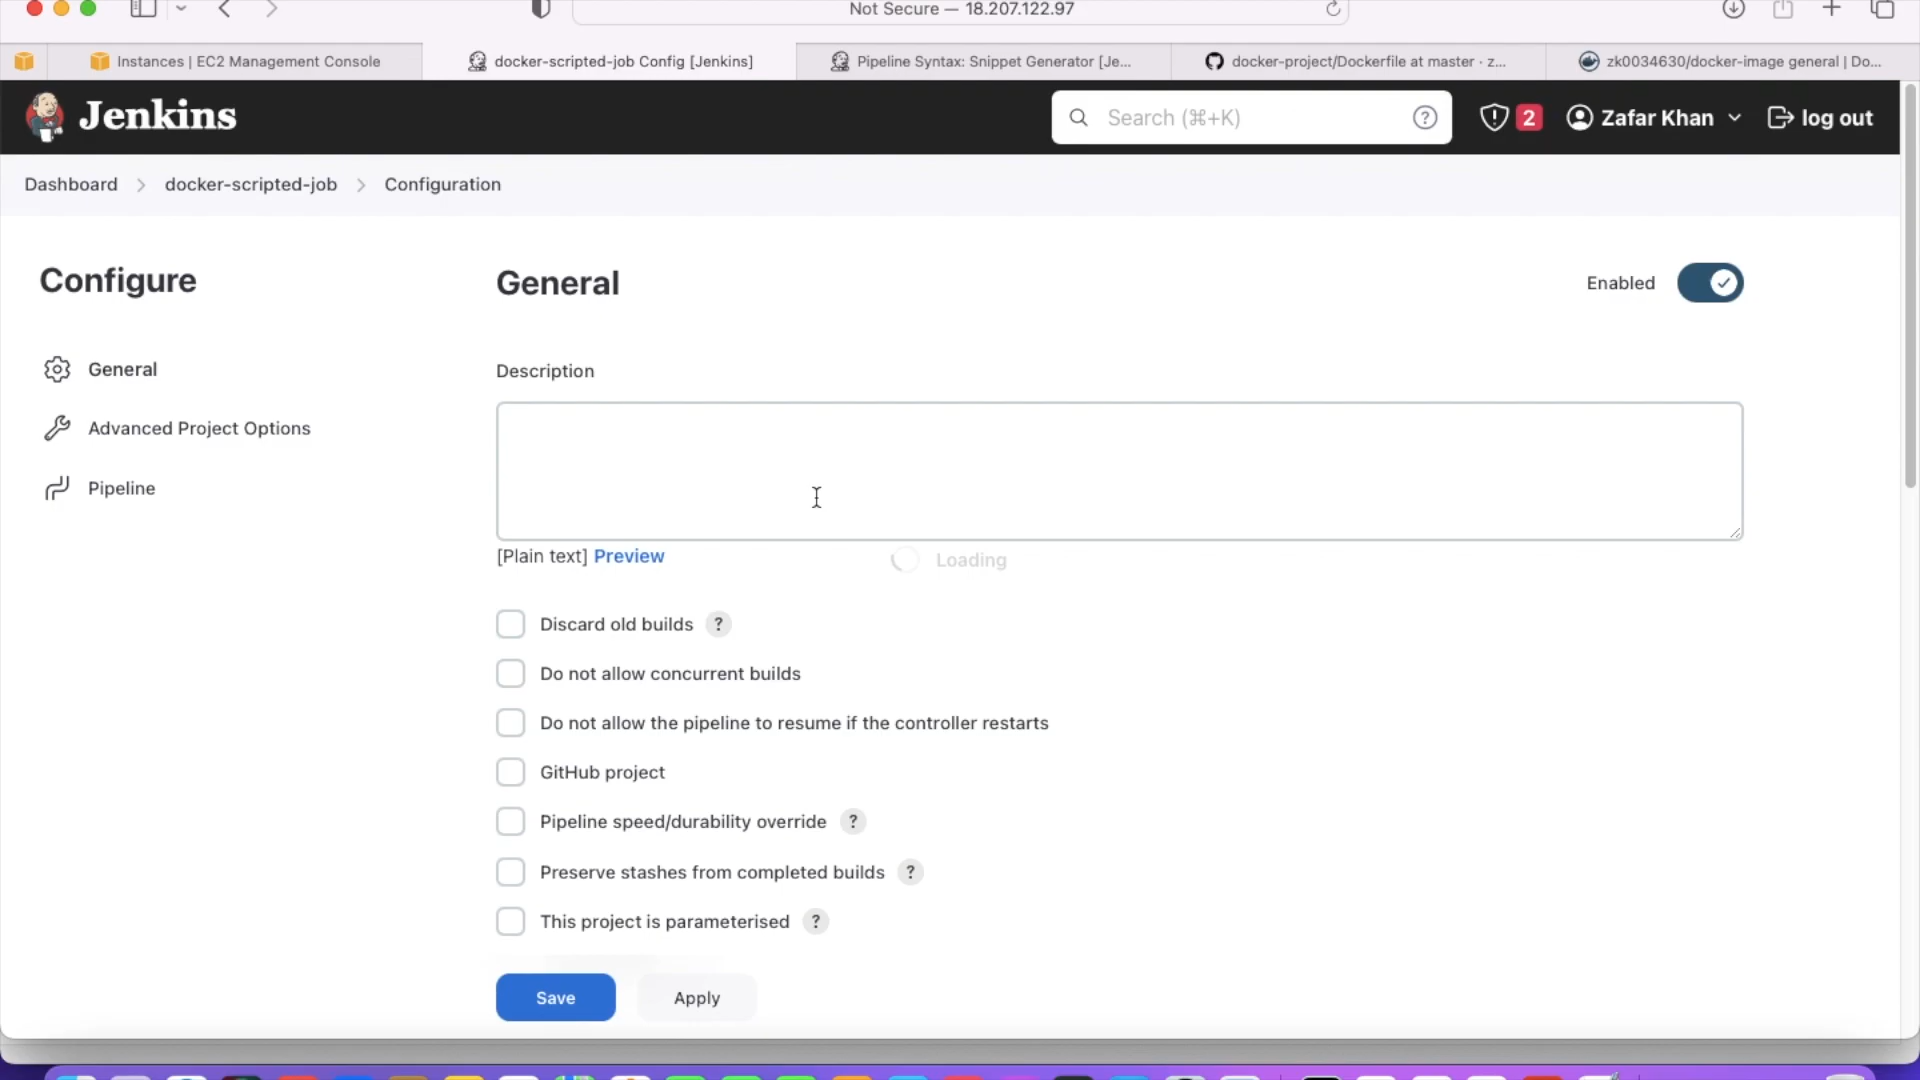 Not Secure — 18.207.122.97
Instances | EC2 Management Console
docker-scripted-job Config [Jenkins]
Pipeline Syntax: Snippet Generator [Je...
docker-project/Dockerfile at master · z...
zk0034630/docker-image general | Do...
Jenkins
Search (⌘+K)
?
2
Zafar Khan
log out
Dashboard
docker-scripted-job
Configuration
Configure
General
Advanced Project Options
Pipeline
General
Enabled
Description
[Plain text] Preview
Loading
Discard old builds ?
Do not allow concurrent builds
Do not allow the pipeline to resume if the controller restarts
GitHub project
Pipeline speed/durability override ?
Preserve stashes from completed builds ?
This project is parameterised ?
Save
Apply